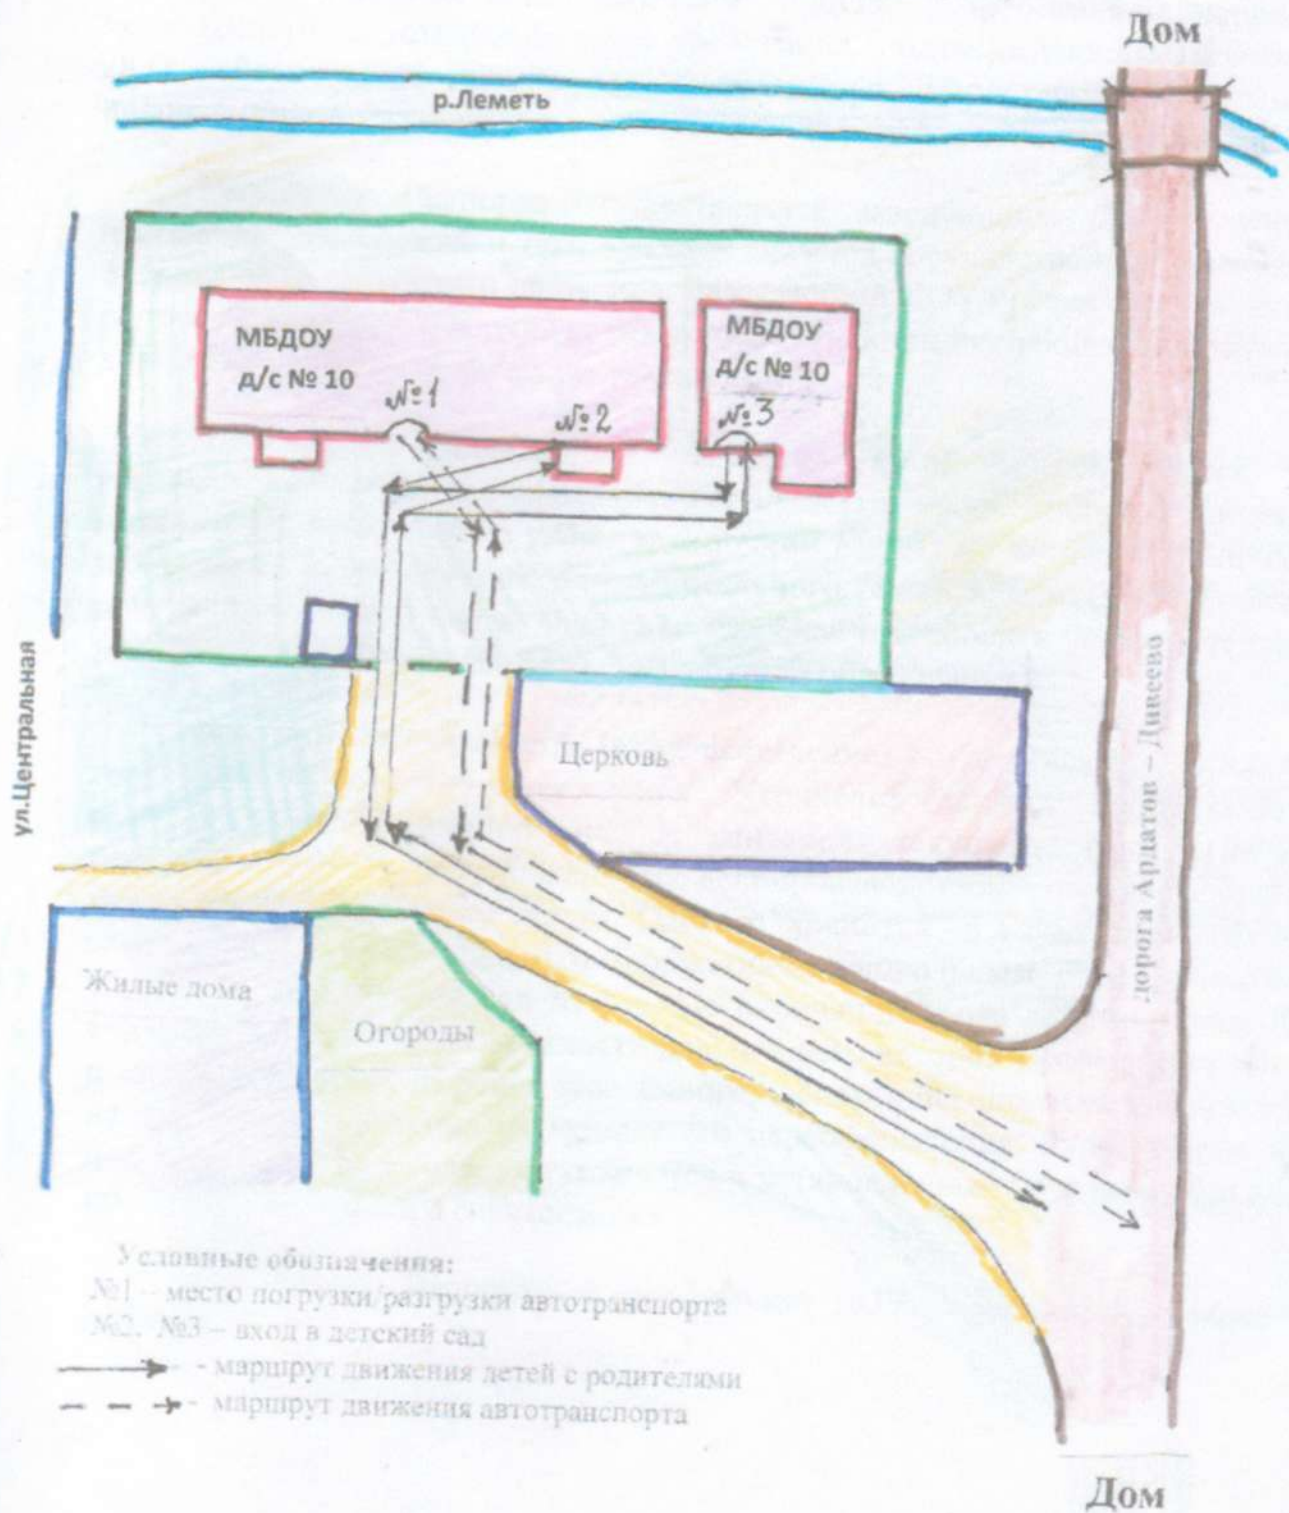 Дом
р.Леметь
МБДОУ
д/с № 10
№1
№2
МБДОУ
д/с № 10
№3
ул.Центральная
Церковь
дорога Ардатов – Дивеево
Жилые дома
Огороды
Условные обозначения:
№1 – место погрузки/разгрузки автотранспорта
№2, №3 – вход в детский сад
- маршрут движения детей с родителями
- маршрут движения автотранспорта
Дом